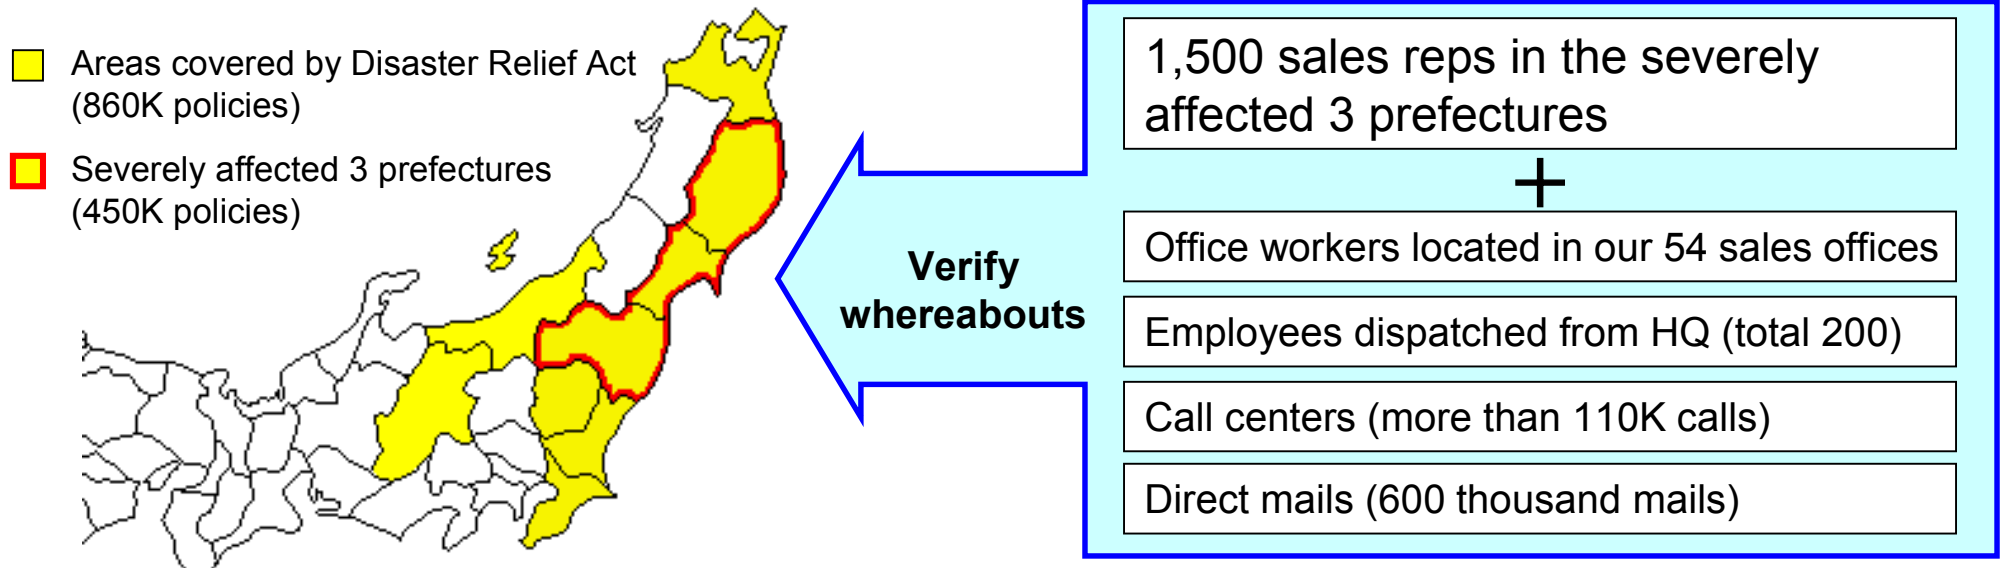 Areas covered by Disaster Relief Act
(860K policies)
Severely affected 3 prefectures
(450K policies)
Verify
whereabouts
1,500 sales reps in the severely
affected 3 prefectures
+
Office workers located in our 54 sales offices
Employees dispatched from HQ (total 200)
Call centers (more than 110K calls)
Direct mails (600 thousand mails)